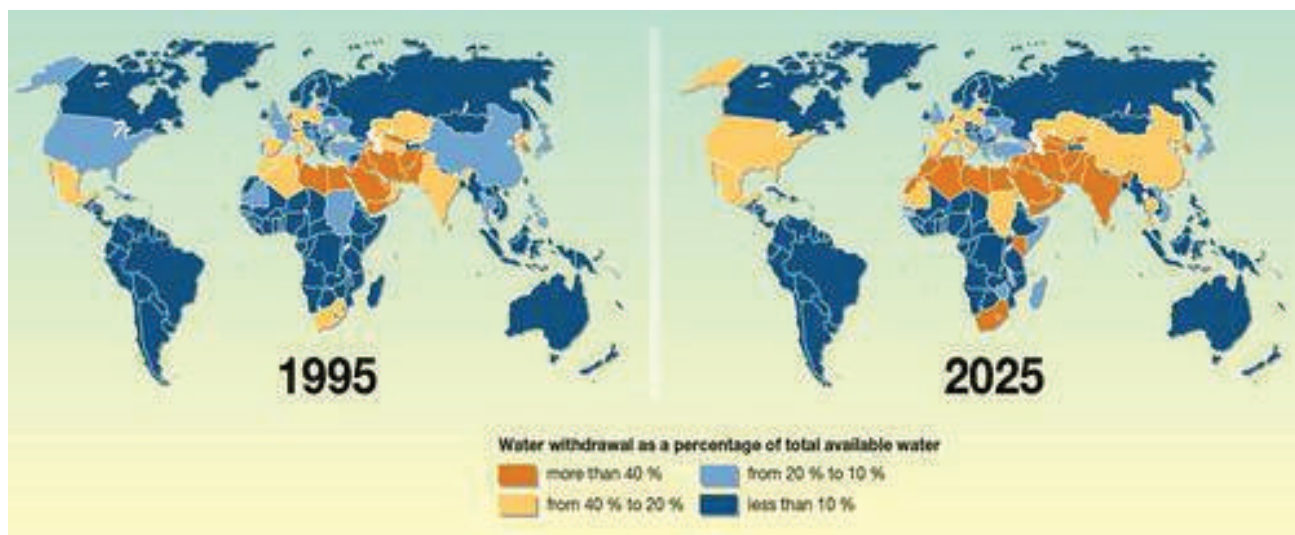 1995
2025
Water withdrawal as a percentage of total available water
more than 40 %
from 20 % to 10 %
from 40 % to 20 %
less than 10 %